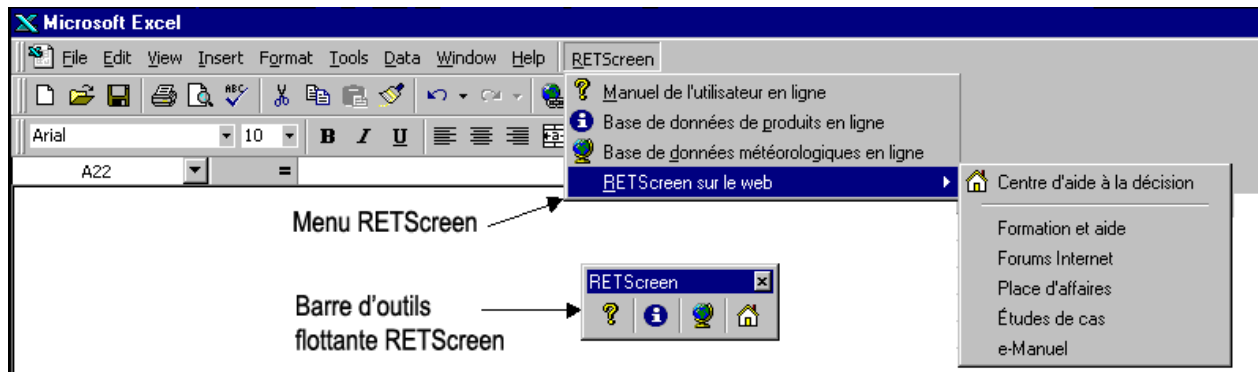 Microsoft Excel
File Edit View Insert Format Tools Data Window Help RETScreen
ABC
Arial 10 B I U a
A22 =
Manuel de l'utilisateur en ligne
Base de données de produits en ligne
Base de données météorologiques en ligne
RETScreen sur le web
Centre d'aide à la décision
Formation et aide
Forums Internet
Place d'affaires
Études de cas
e-Manuel
Menu RETScreen
RETScreen
Barre d'outils
flottante RETScreen